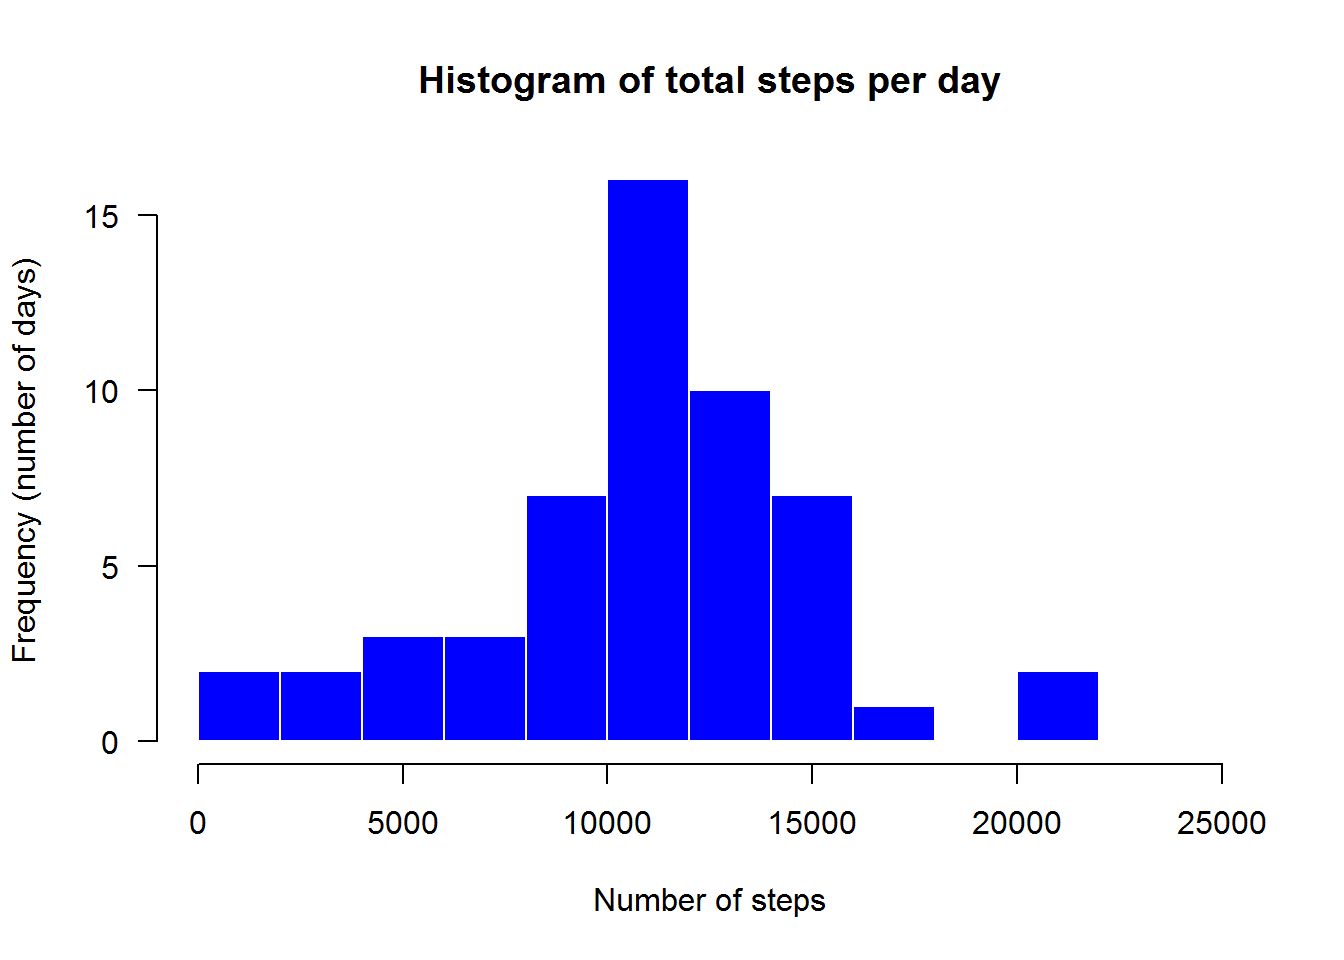 Histogram of total steps per day
Frequency (number of days)
15
10
5
0
0 5000 10000 15000 20000 25000
Number of steps